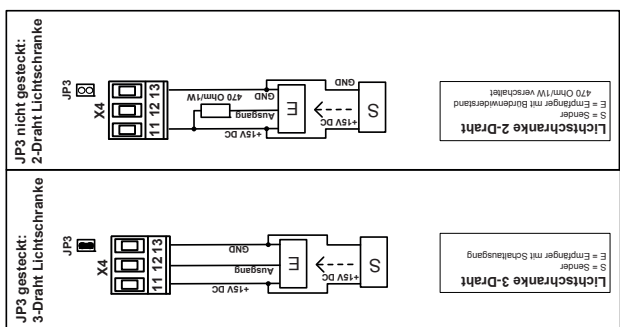 JP3 nicht gesteckt:
2-Draht Lichtschranke
JP3
X4
11 12 13
GND
GND
470 Ohm/1W
Ausgang
+15V DC
+15V DC
E
S
Lichtschranke 2-Draht
S = Sender
E = Empfänger mit Bürdenwiderstand
470 Ohm/1W verschaltet
JP3 gesteckt:
3-Draht Lichtschranke
JP3
X4
11 12 13
GND
Ausgang
+15V DC
+15V DC
E
S
Lichtschranke 3-Draht
S = Sender
E = Empfänger mit Schaltausgang